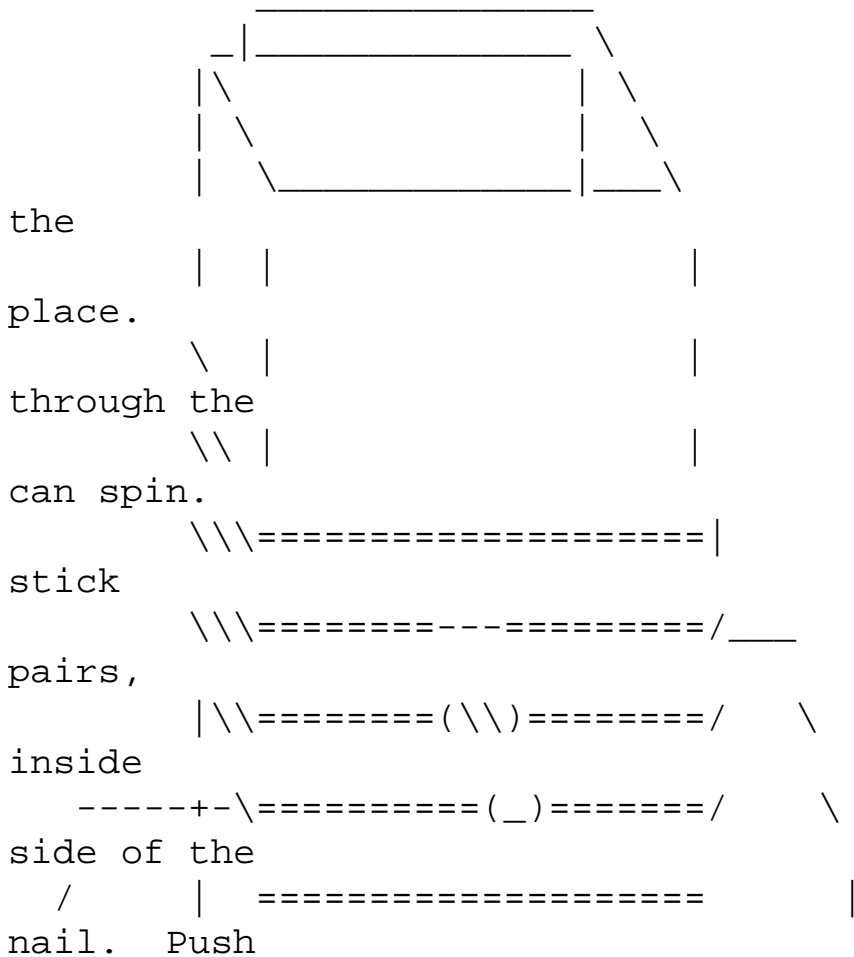 the
place.
through the
can spin.
stick
pairs,
inside
side of the
nail.  Push